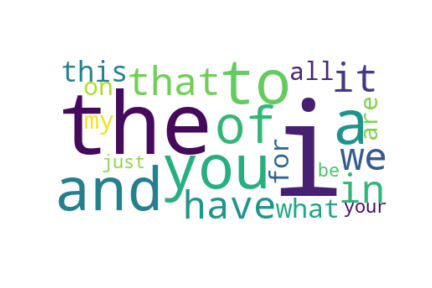 this
on
that
to
all
it
my
the
of
i
a
are
for
we
just
and
you
be
in
have
what
your